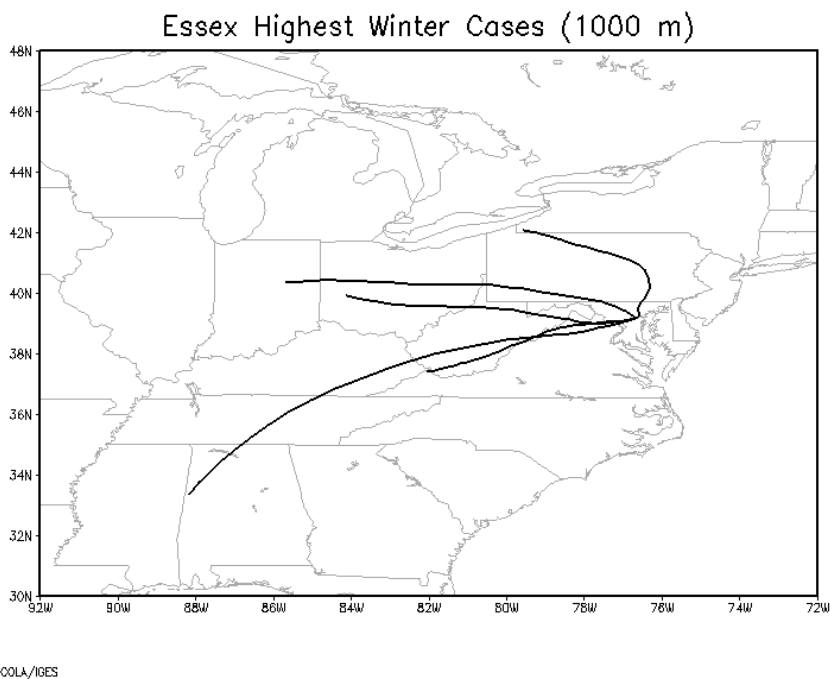 Essex Highest Winter Cases (1000 m)
48N
46N
44N
42N
40N
38N
36N
34N
32N
30N
92W 90W 88W 86W 84W 82W 80W 78W 76W 74W 72W
COLA/IGES